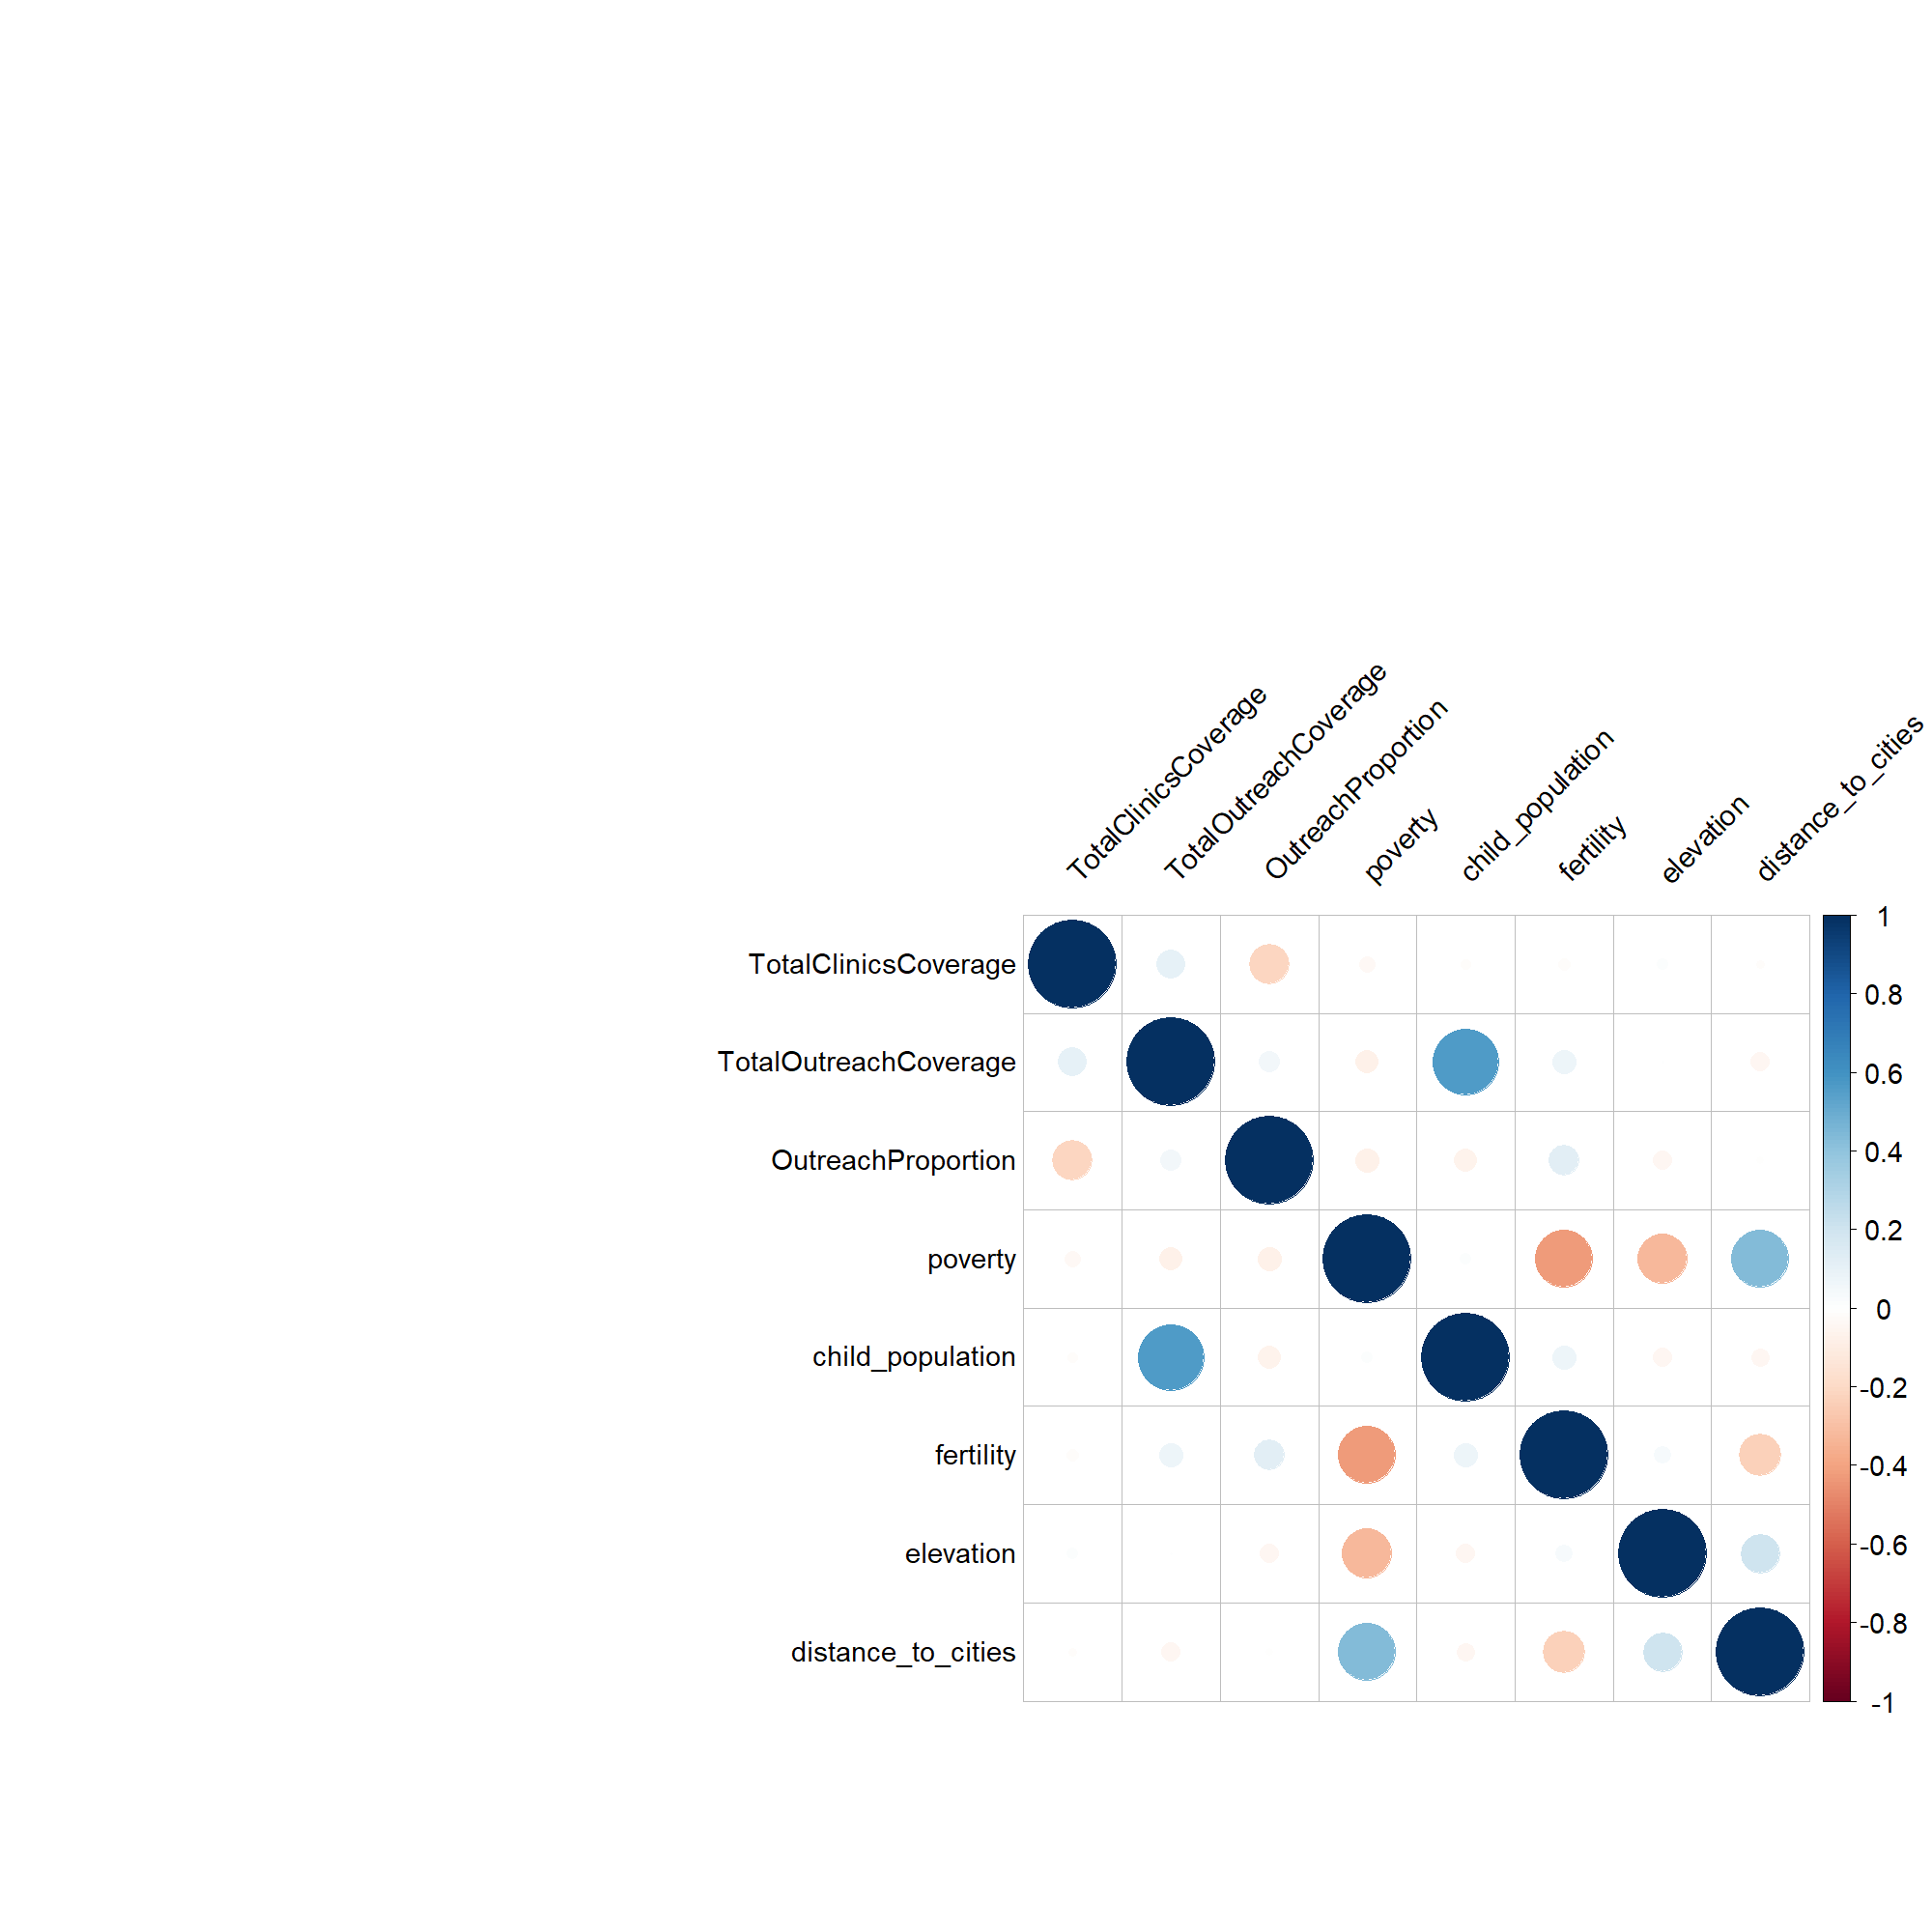 TotalClinicsCoverage
TotalOutreachCoverage
OutreachProportion
poverty
child_population
fertility
elevation
distance_to_cities
TotalClinicsCoverage
TotalOutreachCoverage
OutreachProportion
poverty
child_population
fertility
elevation
distance_to_cities
1
0.8
0.6
0.4
0.2
0
-0.2
-0.4
-0.6
-0.8
-1